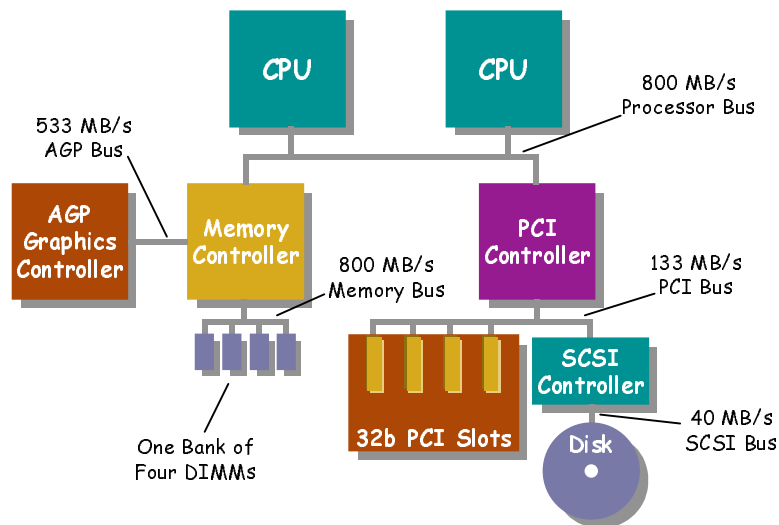 CPU
CPU
800 MB/s
Processor Bus
533 MB/s
AGP Bus
AGP
Graphics
Controller
Memory
Controller
PCI
Controller
800 MB/s
Memory Bus
133 MB/s
PCI Bus
SCSI
Controller
One Bank of
Four DIMMs
32b PCI Slots
Disk
40 MB/s
SCSI Bus